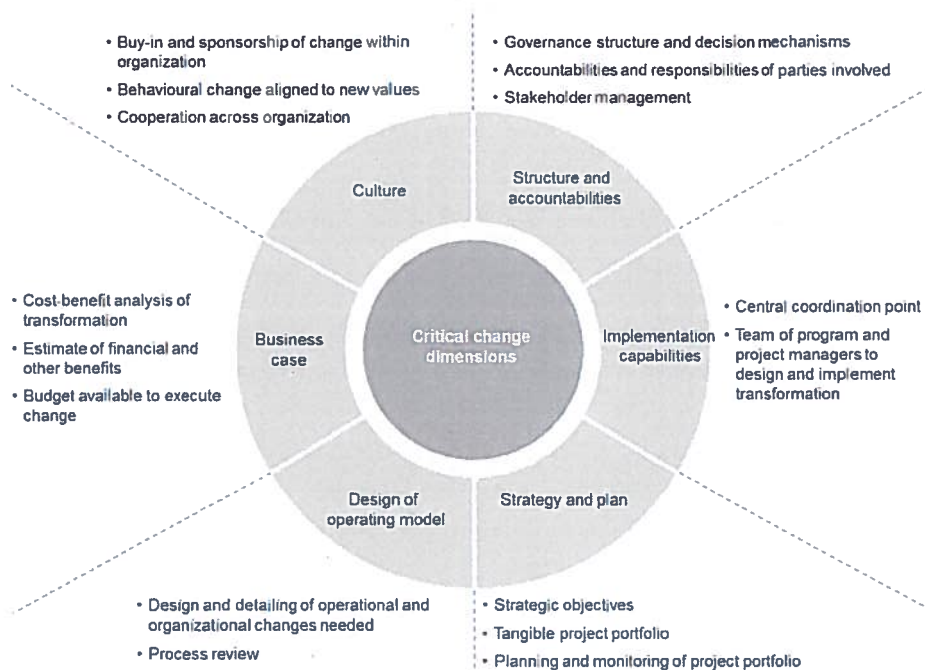 • Buy-in and sponsorship of change within
organization
• Behavioural change aligned to new values
• Cooperation across organization
• Governance structure and decision mechanisms
• Accountabilities and responsibilities of parties involved
• Stakeholder management
Culture
Structure and
accountabilities
• Cost-benefit analysis of
transformation
• Estimate of financial and
other benefits
• Budget available to execute
change
Business
case
Critical change
dimensions
Implementation
capabilities
• Central coordination point
• Team of program and
project managers to
design and implement
transformation
Design of
operating model
Strategy and plan
• Design and detailing of operational and
organizational changes needed
• Process review
• Strategic objectives
• Tangible project portfolio
• Planning and monitoring of project portfolio